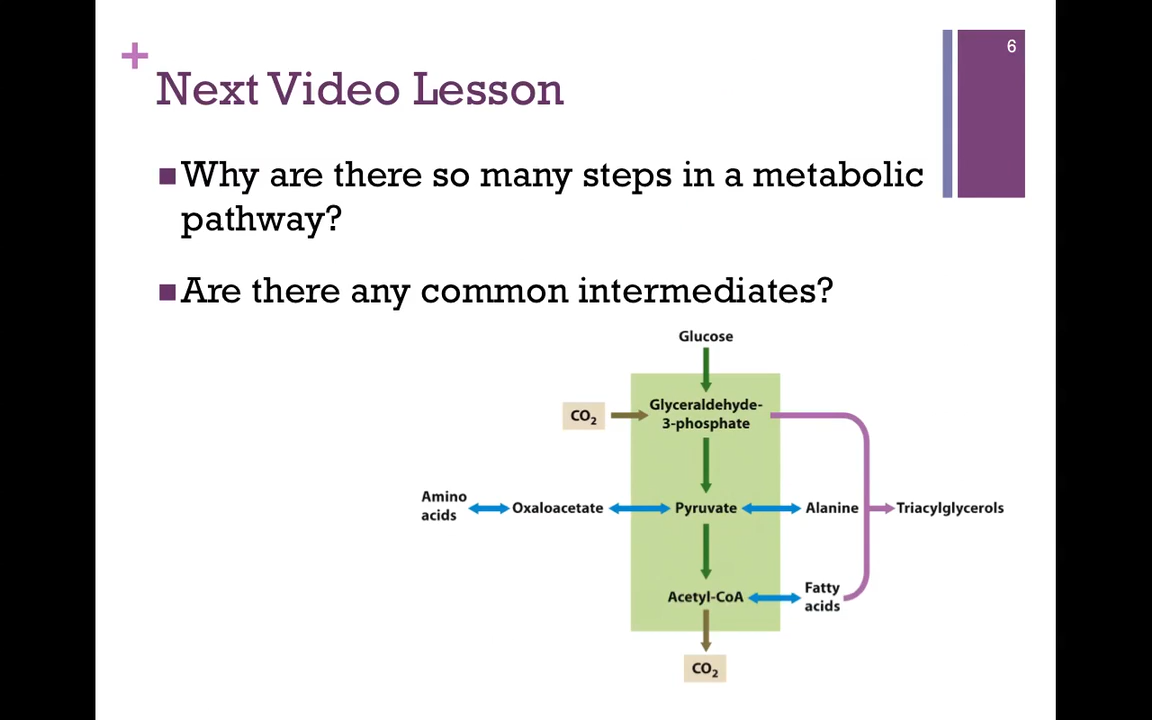 6
+
Next Video Lesson
Why are there so many steps in a metabolic
pathway?
Are there any common intermediates?
Glucose
CO₂
Glyceraldehyde-
3-phosphate
Amino
acids
Oxaloacetate
Pyruvate
Alanine
Triacylglycerols
Acetyl-CoA
Fatty
acids
CO₂